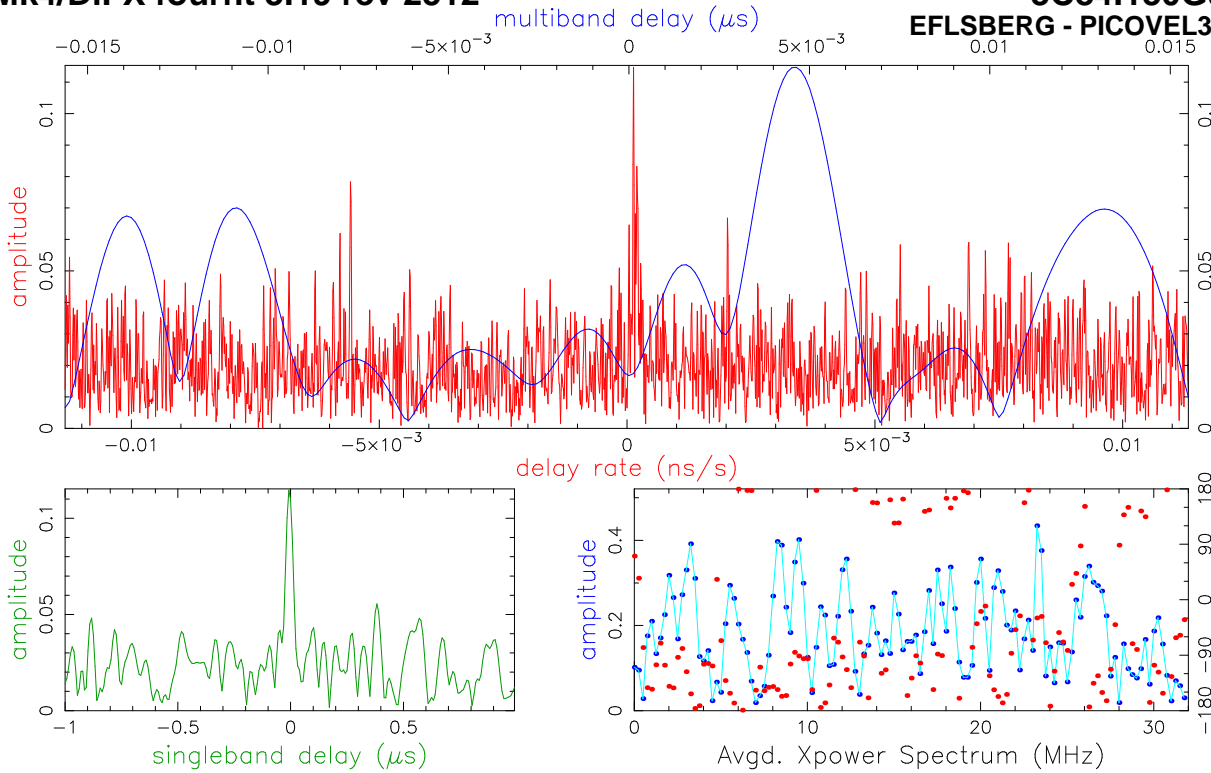 multiband delay (μs)
EFLSBERG - PICOVEL3
−0.015 −0.01 −5×10⁻³ 0 5×10⁻³ 0.01 0.015
amplitude
0 0.05 0.1
0 0.05 0.1
−0.01 −5×10⁻³ 0 5×10⁻³ 0.01
delay rate (ns/s)
amplitude
0 0.05 0.1
−1 −0.5 0 0.5
singleband delay (μs)
amplitude
0 0.2 0.4
−180 −90 0 90 180
0 10 20 30
Avgd. Xpower Spectrum (MHz)